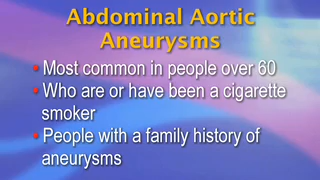 Abdominal Aortic
Aneurysms
• Most common in people over 60
• Who are or have been a cigarette
smoker
• People with a family history of
aneurysms